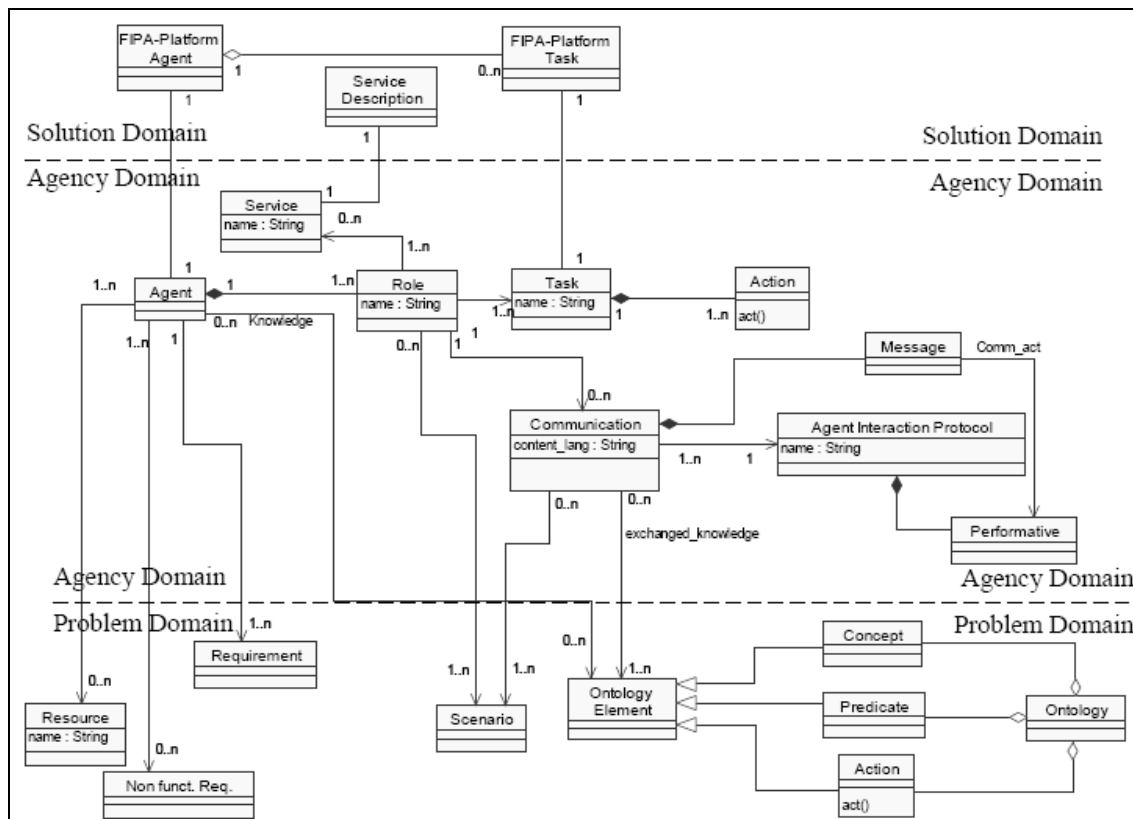 FIPA-Platform
Agent
1
1
FIPA-Platform
Task
0..n
1
Service
Description
1
Solution Domain
Solution Domain
Agency Domain
Agency Domain
Service
name : String
1
0..n
1..n
1
1
1..n
Agent
1
1..n
0..n
Knowledge
1..n
1
Role
name : String
1..n
1
1
0..n
Task
name : String
1
Action
act()
1..n
Message
Comm_act
0..n
Communication
content_lang : String
1..n
1
Agent Interaction Protocol
name : String
0..n
0..n
exchanged_knowledge
Performative
Agency Domain
Agency Domain
Problem Domain
Problem Domain
1..n
Requirement
0..n
Resource
name : String
0..n
Non funct. Req.
1..n
1..n
Scenario
0..n
1..n
Ontology
Element
Concept
Predicate
Ontology
Action
act()